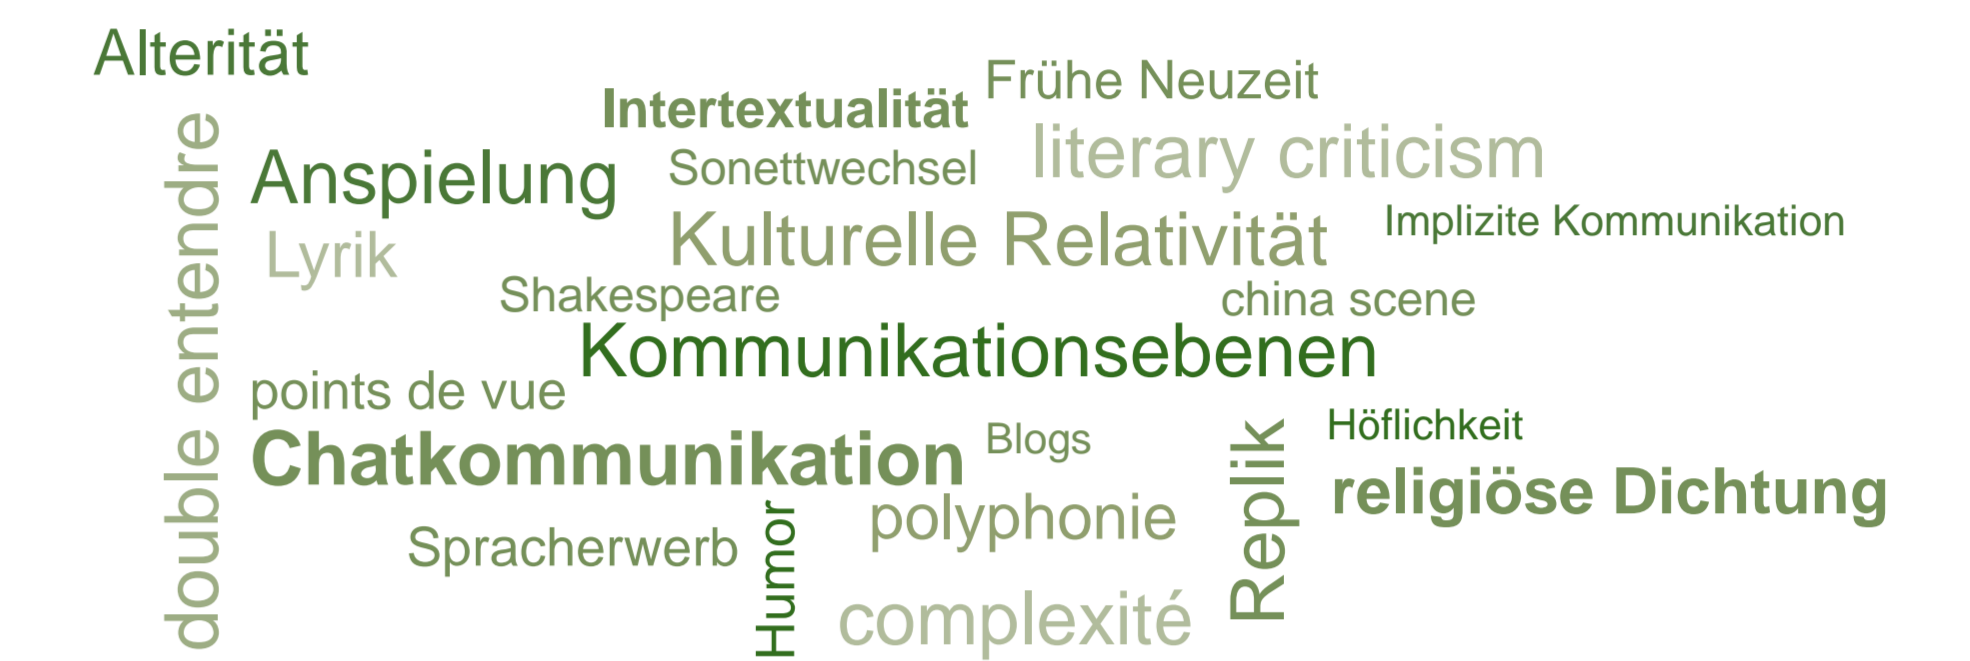 Alterität
Frühe Neuzeit
Intertextualität
literary criticism
Sonettwechsel
Anspielung
double entendre
Implizite Kommunikation
Kulturelle Relativität
Lyrik
Shakespeare
china scene
Kommunikationsebenen
points de vue
Höflichkeit
Blogs
Chatkommunikation
religiöse Dichtung
Replik
polyphonie
Spracherwerb
Humor
complexité